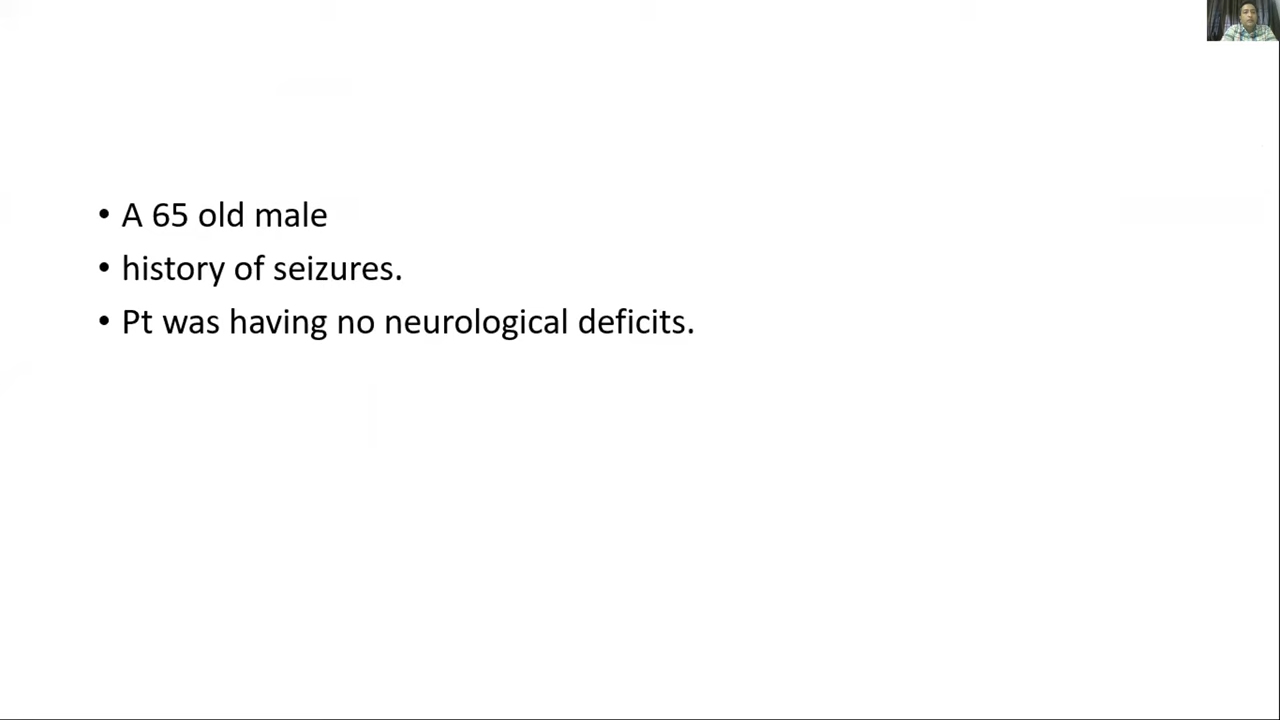 • A 65 old male
• history of seizures.
• Pt was having no neurological deficits.